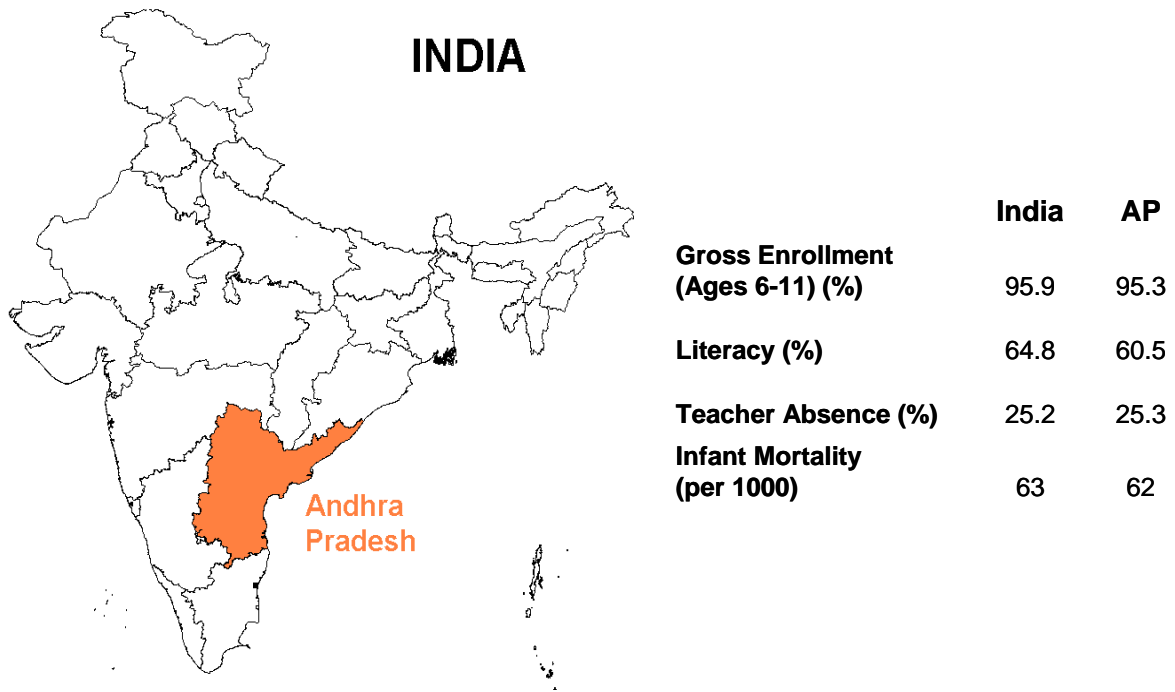 INDIA
India AP
Gross Enrollment
(Ages 6-11) (%) 95.9 95.3
Literacy (%) 64.8 60.5
Teacher Absence (%) 25.2 25.3
Infant Mortality
(per 1000) 63 62
Andhra
Pradesh